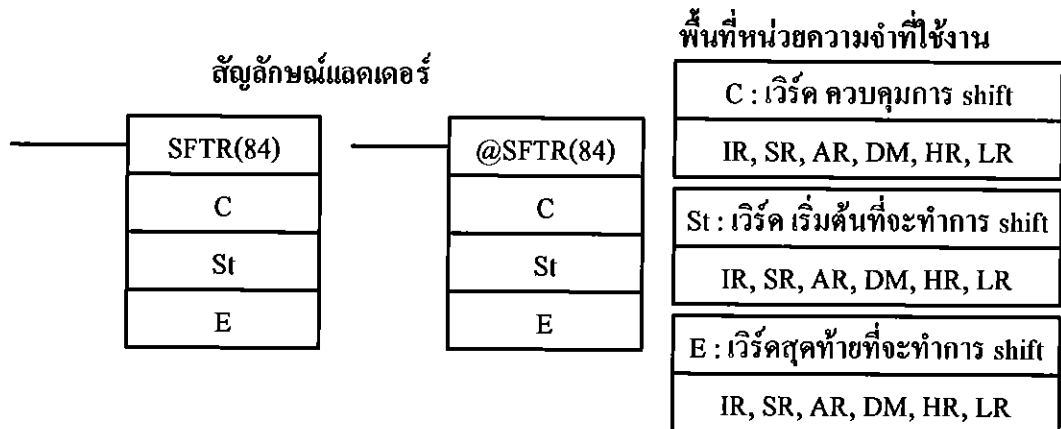 สัญลักษณ์แลดเดอร์
SFTR(84)
C
St
E
@SFTR(84)
C
St
E
พื้นที่หน่วยความจำที่ใช้งาน
C : เวิร์ด ควบคุมการ shift
IR, SR, AR, DM, HR, LR
St : เวิร์ด เริ่มต้นที่จะทำการ shift
IR, SR, AR, DM, HR, LR
E : เวิร์ดสุดท้ายที่จะทำการ shift
IR, SR, AR, DM, HR, LR